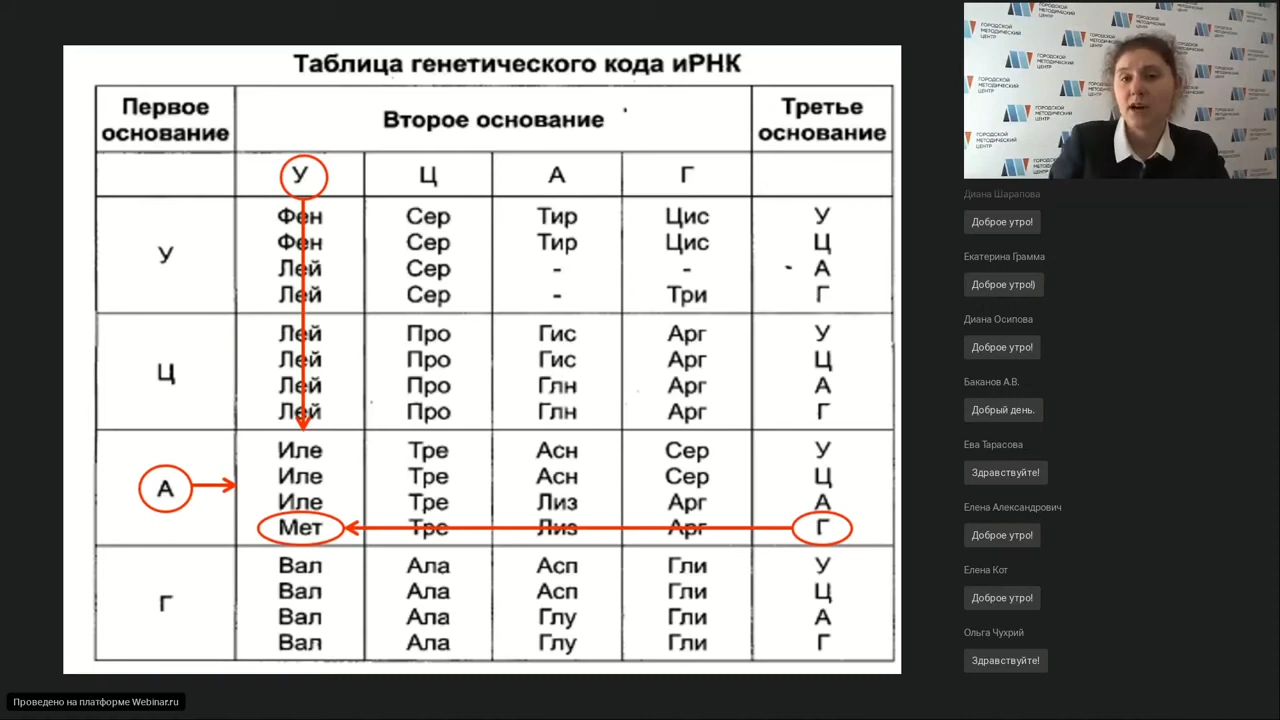 Таблица генетического кода иРНК
Первое основание
Второе основание
Третье основание
У Ц А Г
У
Фен Сер Тир Цис У
Фен Сер Тир Цис Ц
Лей Сер - - А
Лей Сер - Три Г
Ц
Лей Про Гис Арг У
Лей Про Гис Арг Ц
Лей Про Глн Арг А
Лей Про Глн Арг Г
А
Иле Тре Асн Сер У
Иле Тре Асн Сер Ц
Иле Тре Лиз Арг А
Мет Тре Лиз Арг Г
Г
Вал Ала Асп Гли У
Вал Ала Асп Гли Ц
Вал Ала Глу Гли А
Вал Ала Глу Гли Г
ГОРОДСКОЙ
МЕТОДИЧЕСКИЙ
ЦЕНТР
Диана Шарапова
Доброе утро!
Екатерина Грамма
Доброе утро!)
Диана Осипова
Доброе утро!
Баканов А.В.
Добрый день.
Ева Тарасова
Здравствуйте!
Елена Александрович
Доброе утро!
Елена Кот
Доброе утро!
Ольга Чухрий
Здравствуйте!
Проведено на платформе Webinar.ru